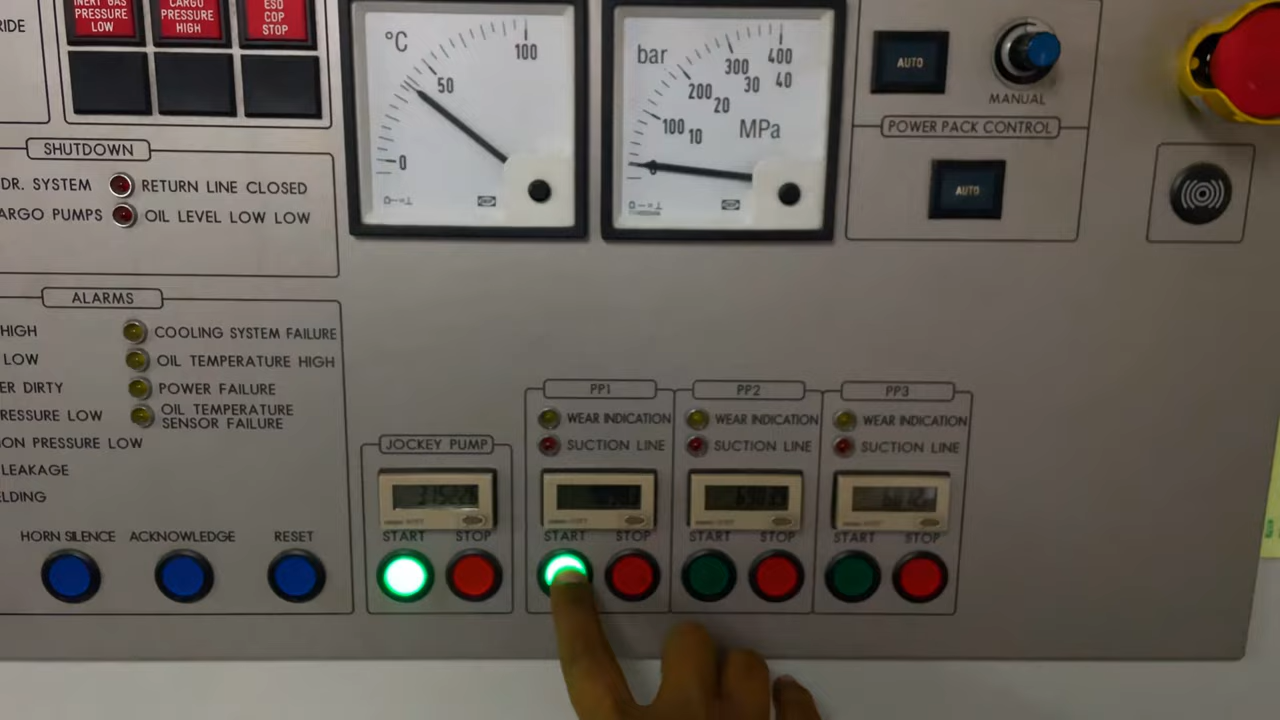 RIDE
INERT GAS
PRESSURE
LOW
CARGO
PRESSURE
HIGH
ESD
COP
STOP
SHUTDOWN
DR. SYSTEM
RETURN LINE CLOSED
ARGO PUMPS
OIL LEVEL LOW LOW
ALARMS
HIGH
COOLING SYSTEM FAILURE
LOW
OIL TEMPERATURE HIGH
ER DIRTY
POWER FAILURE
RESSURE LOW
OIL TEMPERATURE
SENSOR FAILURE
ON PRESSURE LOW
LEAKAGE
ELDING
HORN SILENCE
ACKNOWLEDGE
RESET
°C
0
50
100
bar
0
100
200
300
400
10
20
30
40
MPa
AUTO
MANUAL
POWER PACK CONTROL
AUTO
JOCKEY PUMP
START
STOP
PP1
WEAR INDICATION
SUCTION LINE
START
STOP
PP2
WEAR INDICATION
SUCTION LINE
START
STOP
PP3
WEAR INDICATION
SUCTION LINE
START
STOP